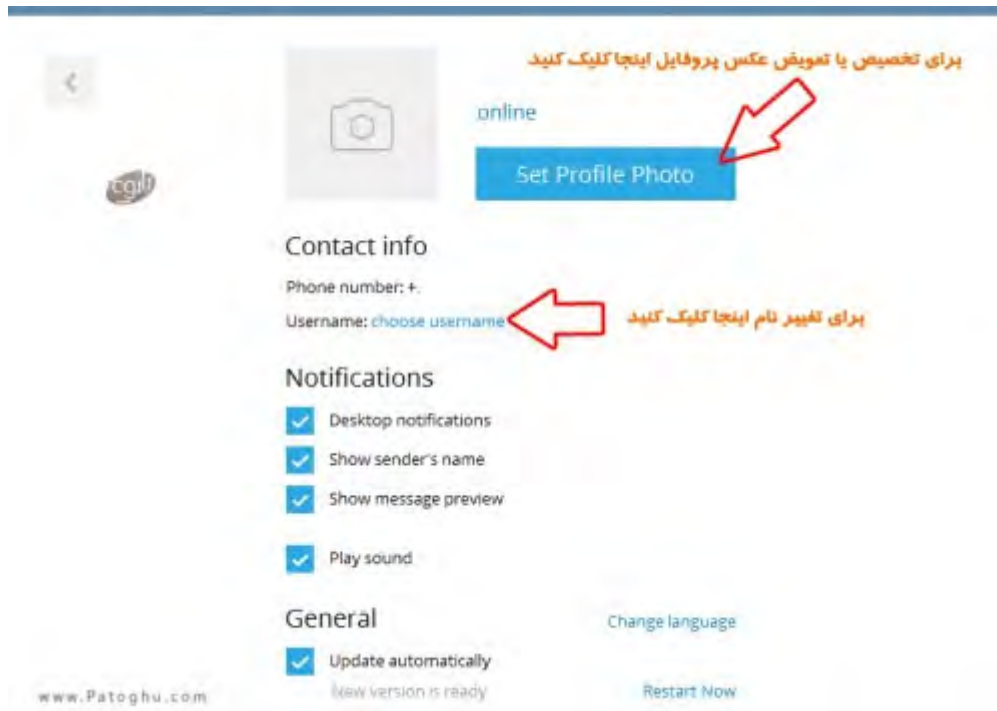 برای تخصیص یا تعویض عکس پروفایل اینجا کلیک کنید
online
Set Profile Photo
Contact info
Phone number: +.
Username: choose username
برای تغییر نام اینجا کلیک کنید
Notifications
Desktop notifications
Show sender's name
Show message preview
Play sound
General
Change language
Update automatically
New version is ready
Restart Now
www.Patoghu.com